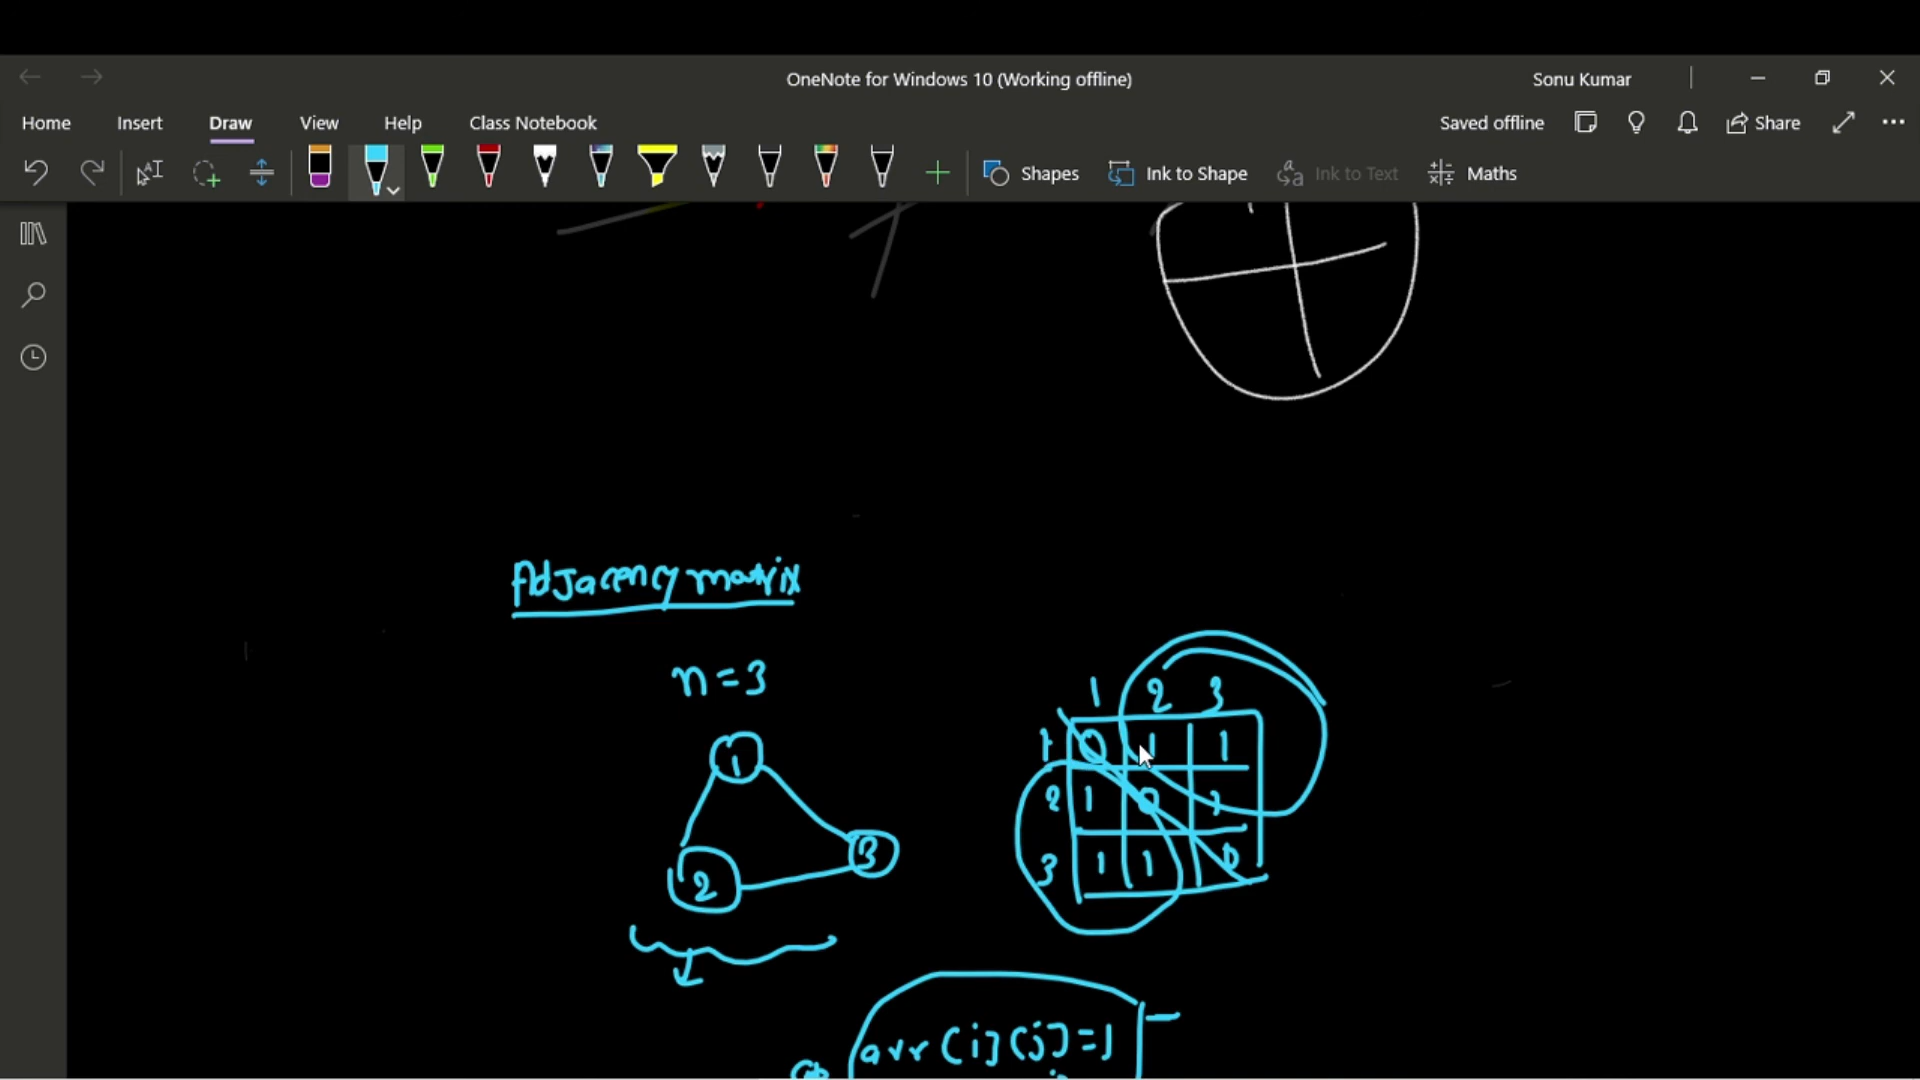 OneNote for Windows 10 (Working offline)
Sonu Kumar
Home Insert Draw View Help Class Notebook
Saved offline
Share
Shapes Ink to Shape Ink to Text Maths
Adjacency matrix
n = 3
1
2
3
1 2 3
1 0 1 1
2 1 0 1
3 1 1 0
arr[i][j]=1